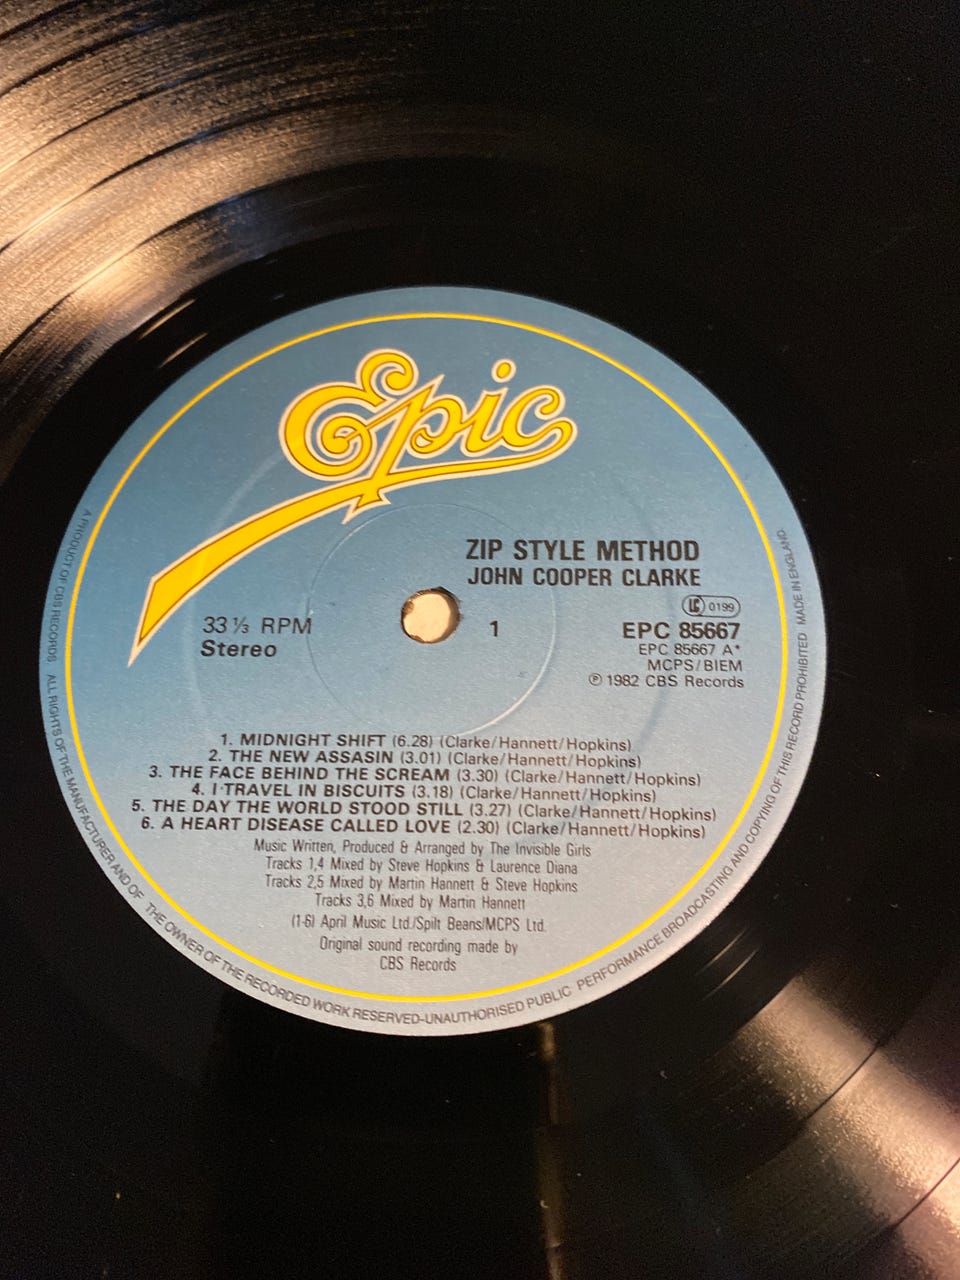 Epic
ZIP STYLE METHOD
JOHN COOPER CLARKE
LC 0199
33 ⅓ RPM
Stereo
1
EPC 85667
EPC 85667 A*
MCPS/BIEM
℗ 1982 CBS Records
1. MIDNIGHT SHIFT (6.28) (Clarke/Hannett/Hopkins)
2. THE NEW ASSASIN (3.01) (Clarke/Hannett/Hopkins)
3. THE FACE BEHIND THE SCREAM (3.30) (Clarke/Hannett/Hopkins)
4. I TRAVEL IN BISCUITS (3.18) (Clarke/Hannett/Hopkins)
5. THE DAY THE WORLD STOOD STILL (3.27) (Clarke/Hannett/Hopkins)
6. A HEART DISEASE CALLED LOVE (2.30) (Clarke/Hannett/Hopkins)
Music Written, Produced & Arranged by The Invisible Girls
Tracks 1,4 Mixed by Steve Hopkins & Laurence Diana
Tracks 2,5 Mixed by Martin Hannett & Steve Hopkins
Tracks 3,6 Mixed by Martin Hannett
(1-6) April Music Ltd./Spilt Beans/MCPS Ltd.
Original sound recording made by
CBS Records
A PRODUCT OF CBS RECORDS. ALL RIGHTS OF THE MANUFACTURER AND OF THE OWNER OF THE RECORDED WORK RESERVED-UNAUTHORISED PUBLIC PERFORMANCE BROADCASTING AND COPYING OF THIS RECORD PROHIBITED MADE IN ENGLAND